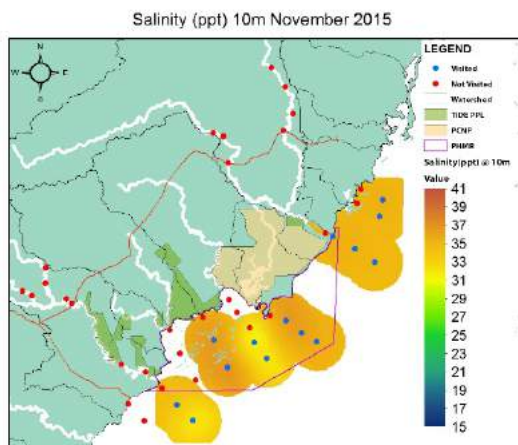 Salinity (ppt) 10m November 2015
N
W E
S
LEGEND
Visited
Not Visited
Watershed
TIDS PPL
PCNP
PHMR
Salinity(ppt) @ 10m
Value
41
39
37
35
33
31
29
27
25
23
21
19
17
15